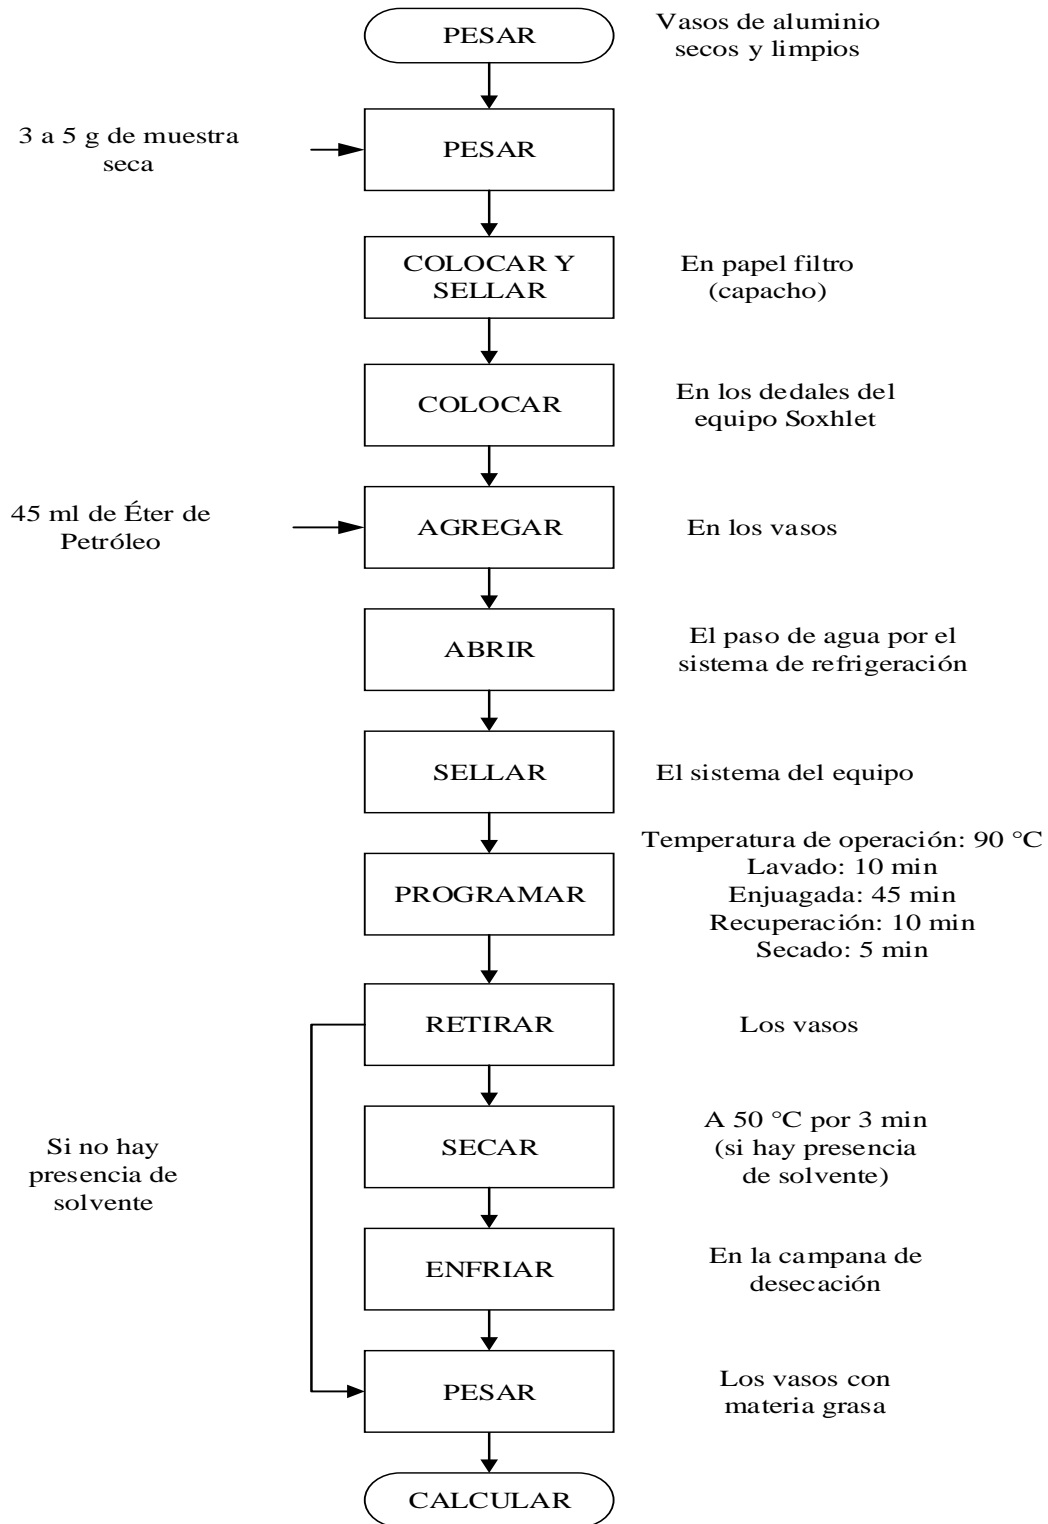 PESAR
Vasos de aluminio
secos y limpios
3 a 5 g de muestra
seca
PESAR
COLOCAR Y
SELLAR
En papel filtro
(capacho)
COLOCAR
En los dedales del
equipo Soxhlet
45 ml de Éter de
Petróleo
AGREGAR
En los vasos
ABRIR
El paso de agua por el
sistema de refrigeración
SELLAR
El sistema del equipo
PROGRAMAR
Temperatura de operación: 90 °C
Lavado: 10 min
Enjuagada: 45 min
Recuperación: 10 min
Secado: 5 min
RETIRAR
Los vasos
Si no hay
presencia de
solvente
SECAR
A 50 °C por 3 min
(si hay presencia
de solvente)
ENFRIAR
En la campana de
desecación
PESAR
Los vasos con
materia grasa
CALCULAR